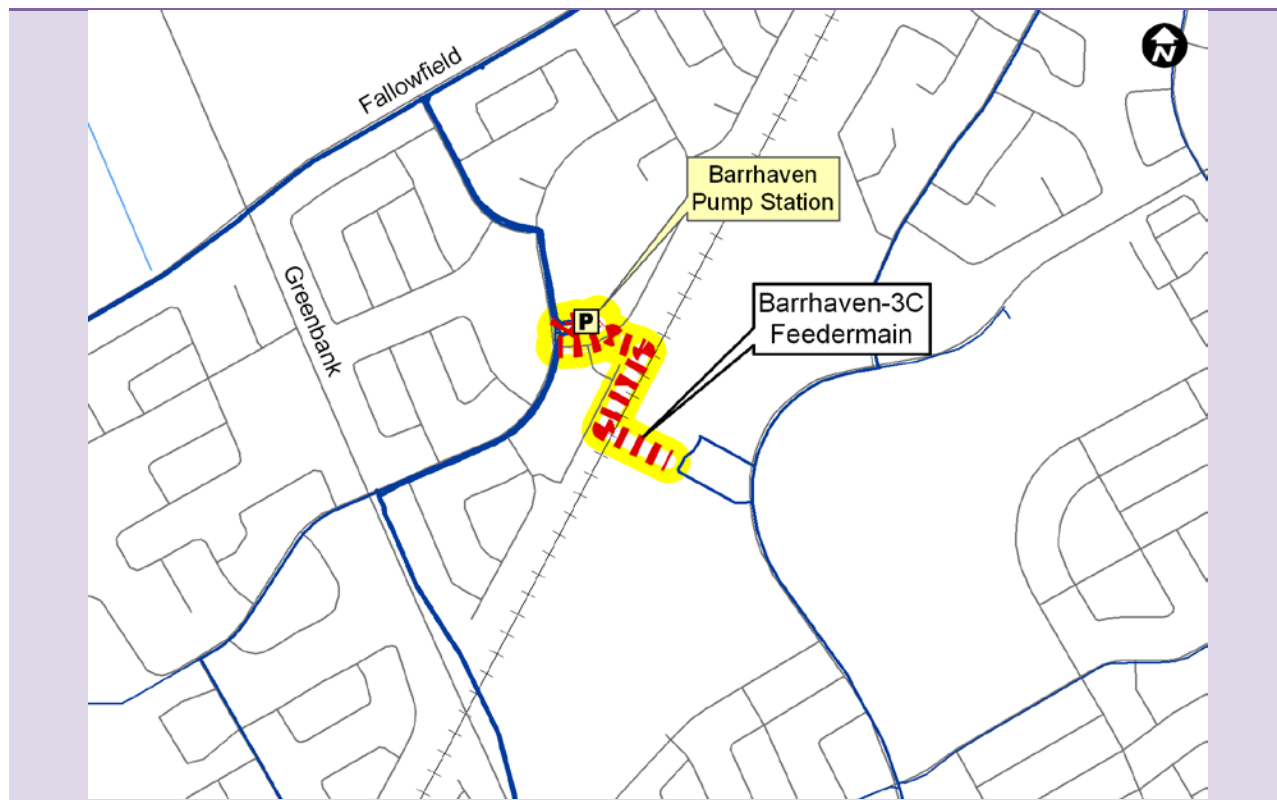 N
Fallowfield
Barrhaven
Pump Station
Greenbank
Barrhaven-3C
Feedermain
P